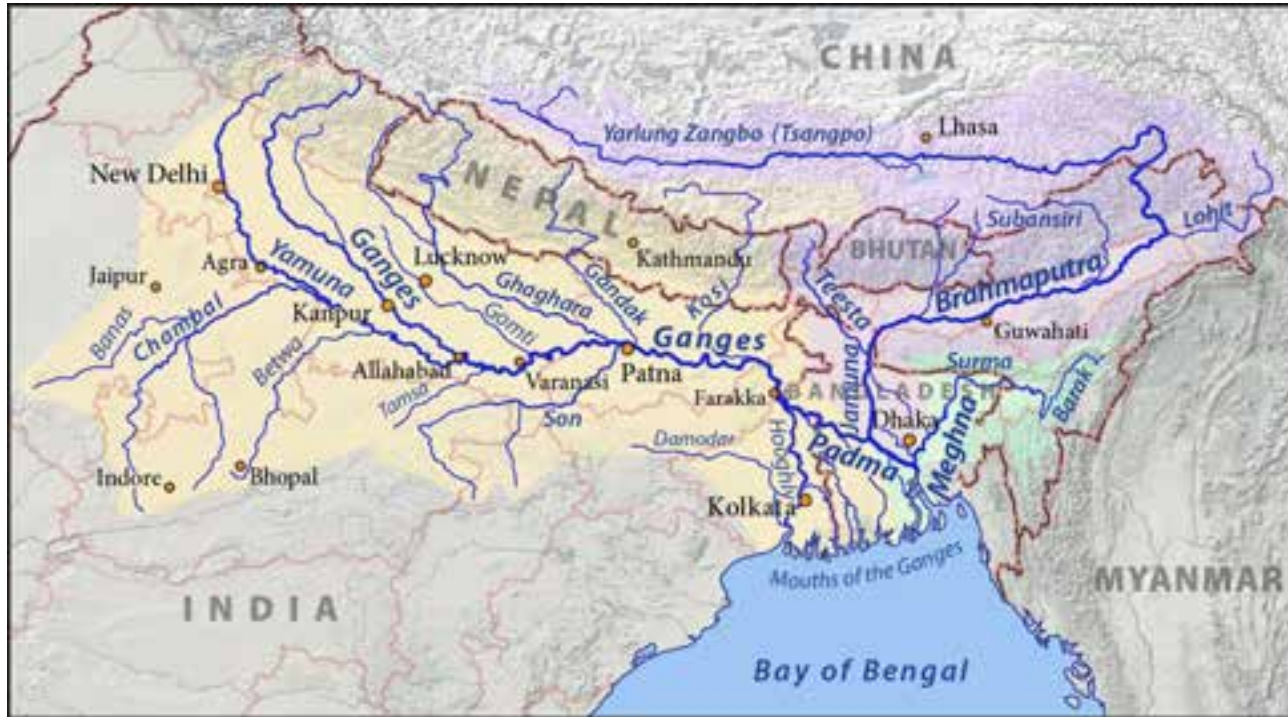 CHINA
Yarlung Zangbo (Tsangpo)
Lhasa
New Delhi
NEPAL
Subansiri
Lohit
BHUTAN
Kathmandu
Agra
Yamuna
Ganges
Lucknow
Jaipur
Ghaghara
Gandak
Kosi
Teesta
Brahmaputra
Banas
Chambal
Kanpur
Gomti
Ganges
Guwahati
Betwa
Allahabad
Varanasi
Patna
Surma
Barak
Tamsa
Farakka
BANGLADESH
Jamuna
Son
Dhaka
Damodar
Hooghly
Padma
Meghna
Indore
Bhopal
Kolkata
Mouths of the Ganges
INDIA
MYANMAR
Bay of Bengal